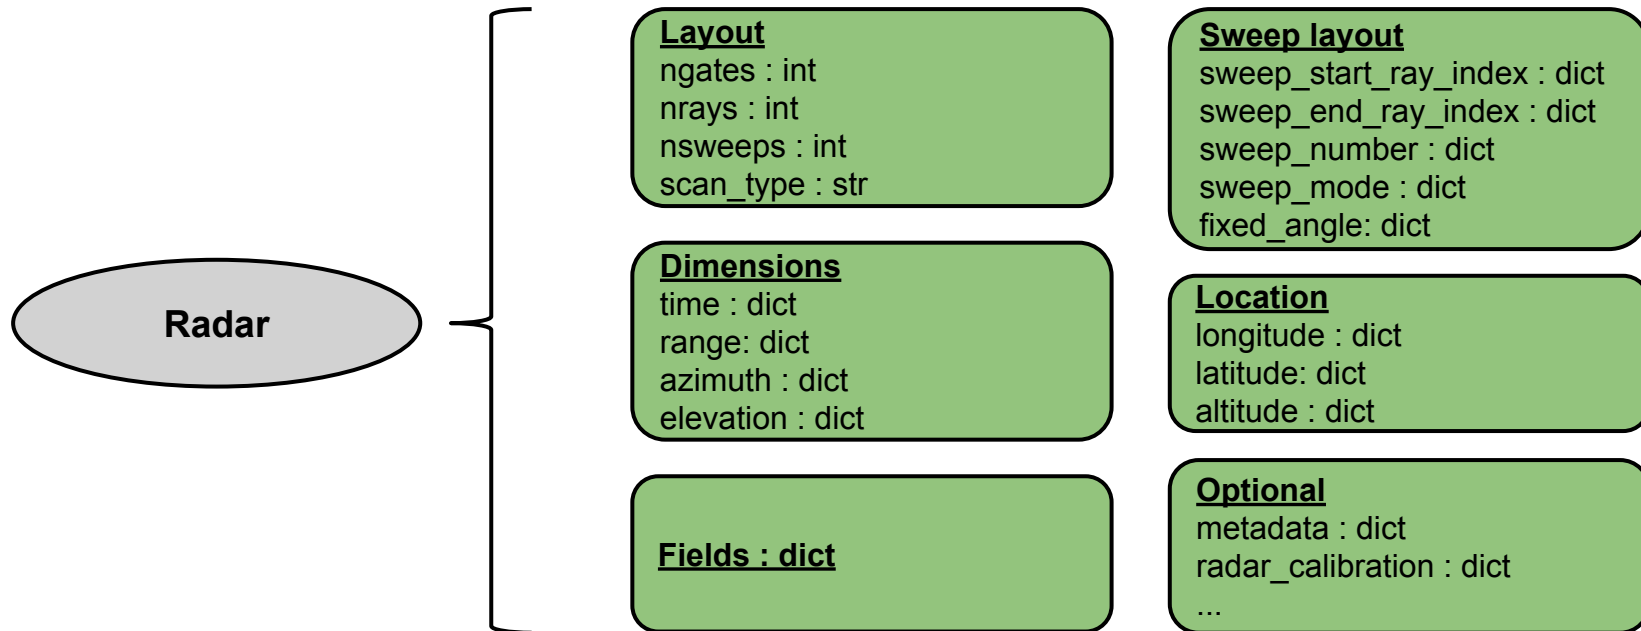 Radar
Layout
ngates : int
nrays : int
nsweeps : int
scan_type : str
Dimensions
time : dict
range: dict
azimuth : dict
elevation : dict
Fields : dict
Sweep layout
sweep_start_ray_index : dict
sweep_end_ray_index : dict
sweep_number : dict
sweep_mode : dict
fixed_angle: dict
Location
longitude : dict
latitude: dict
altitude : dict
Optional
metadata : dict
radar_calibration : dict
...